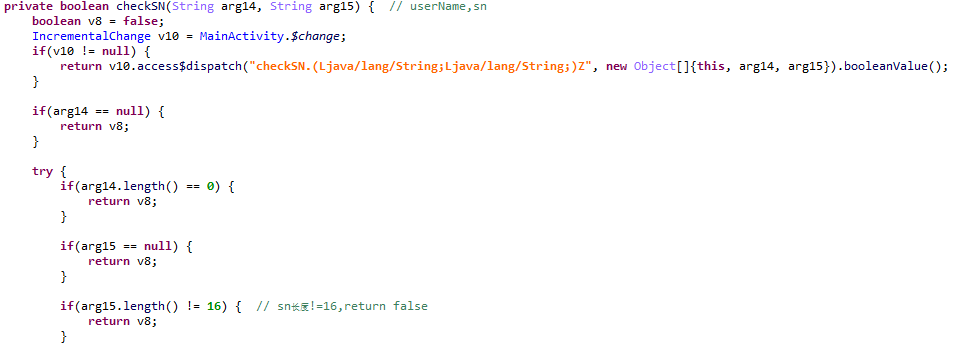 private boolean checkSN(String arg14, String arg15) {  // userName,sn
    boolean v8 = false;
    IncrementalChange v10 = MainActivity.$change;
    if(v10 != null) {
        return v10.access$dispatch("checkSN.(Ljava/lang/String;Ljava/lang/String;)Z", new Object[]{this, arg14, arg15}).booleanValue();
    }

    if(arg14 == null) {
        return v8;
    }

    try {
        if(arg14.length() == 0) {
            return v8;
        }

        if(arg15 == null) {
            return v8;
        }

        if(arg15.length() != 16) {  // sn长度!=16,return false
            return v8;
        }